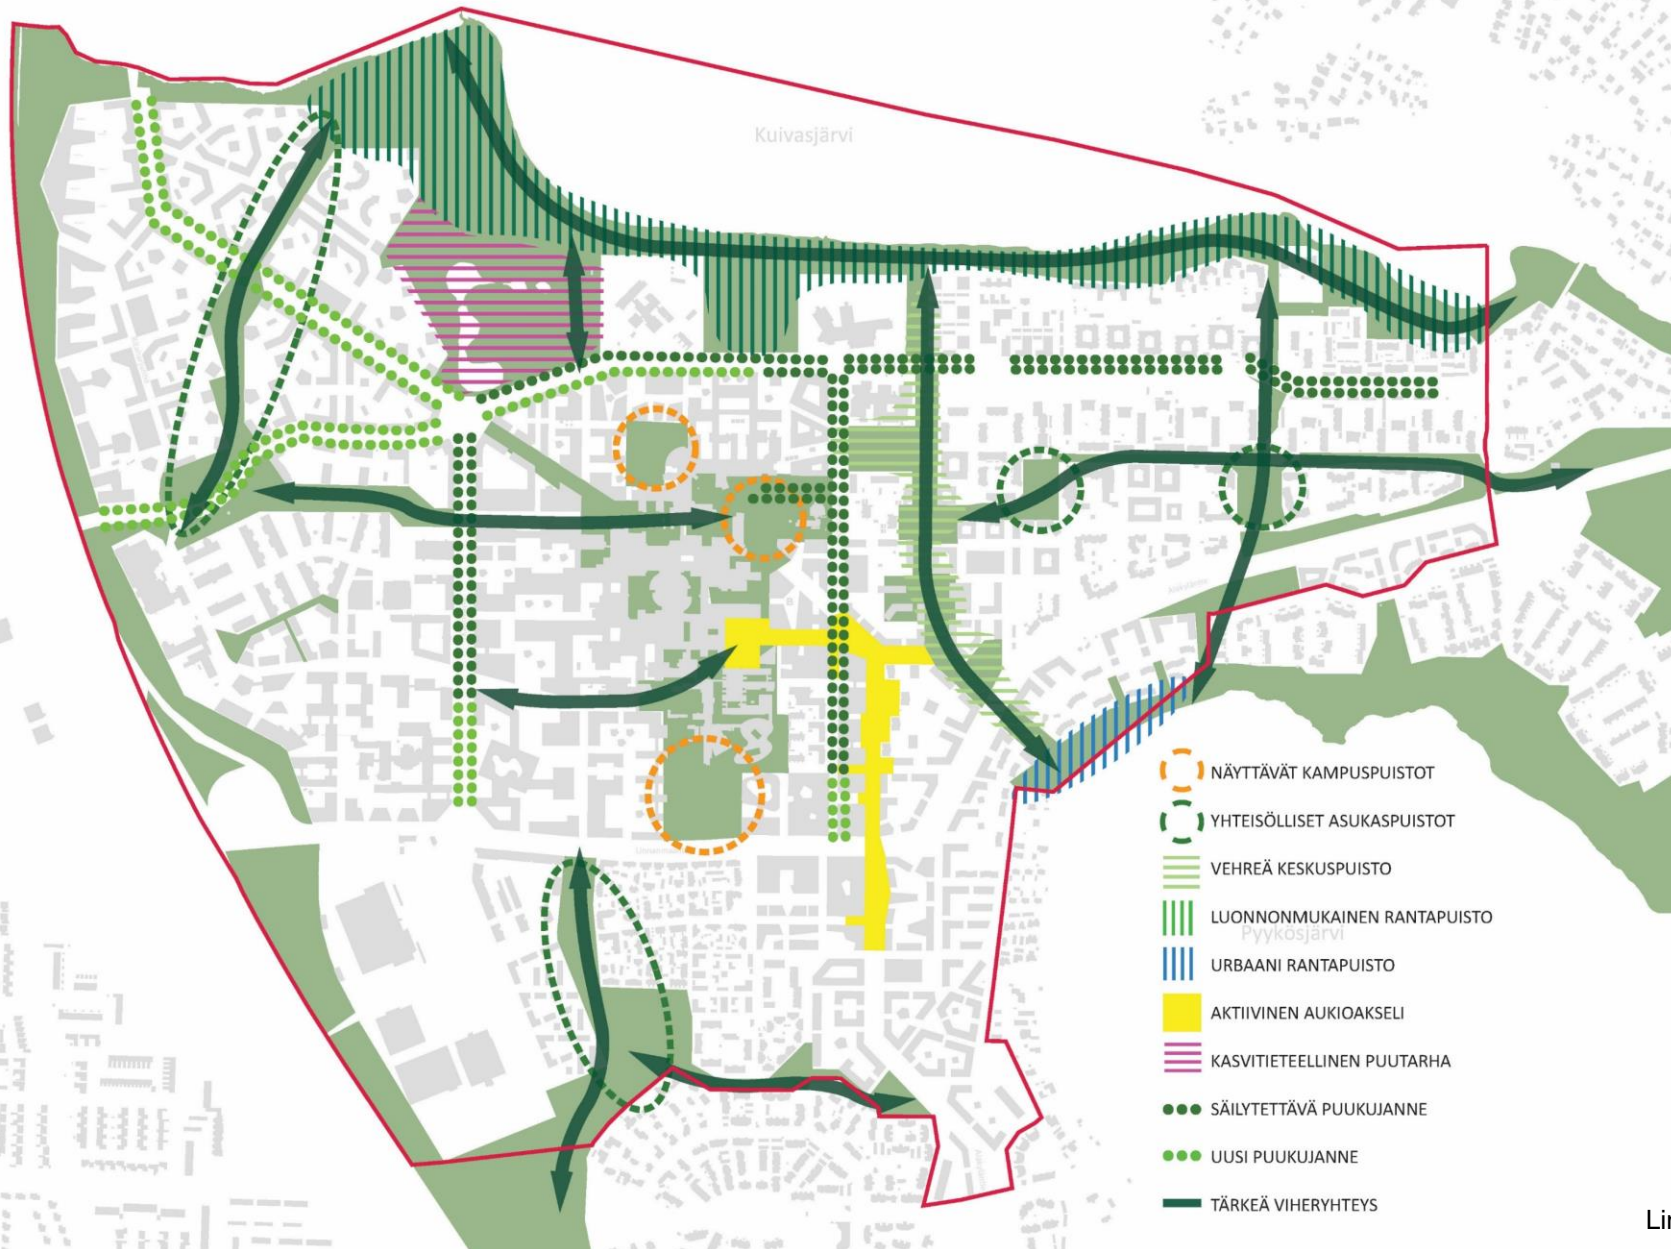 Kuivasjärvi
NÄYTTÄVÄT KAMPUSPUISTOT
YHTEISÖLLISET ASUKASPUISTOT
VEHREÄ KESKUSPUISTO
LUONNONMUKAINEN RANTAPUISTO
Pyykösjärvi
URBAANI RANTAPUISTO
AKTIIVINEN AUKIOAKSELI
KASVITIETEELLINEN PUUTARHA
SÄILYTETTÄVÄ PUUKUJANNE
UUSI PUUKUJANNE
TÄRKEÄ VIHERYHTEYS